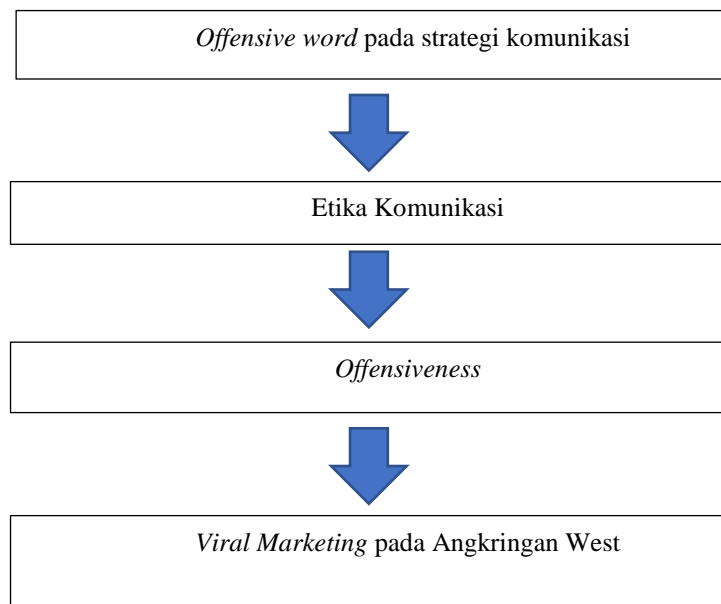 Offensive word pada strategi komunikasi
Etika Komunikasi
Offensiveness
Viral Marketing pada Angkringan West